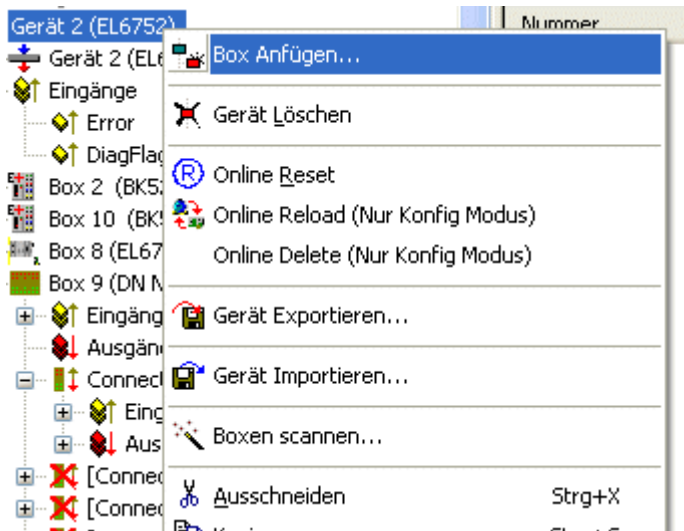 Gerät 2 (EL6752)
Nummer
Gerät 2 (EL6
Eingänge
Error
DiagFlag
Box 2 (BK52
Box 10 (BK5
Box 8 (EL67
Box 9 (DN N
Eingäng
Ausgän
Connect
Eing
Aus
[Connec
[Connec
Box Anfügen...
Gerät Löschen
Online Reset
Online Reload (Nur Konfig Modus)
Online Delete (Nur Konfig Modus)
Gerät Exportieren...
Gerät Importieren...
Boxen scannen...
Ausschneiden Strg+X